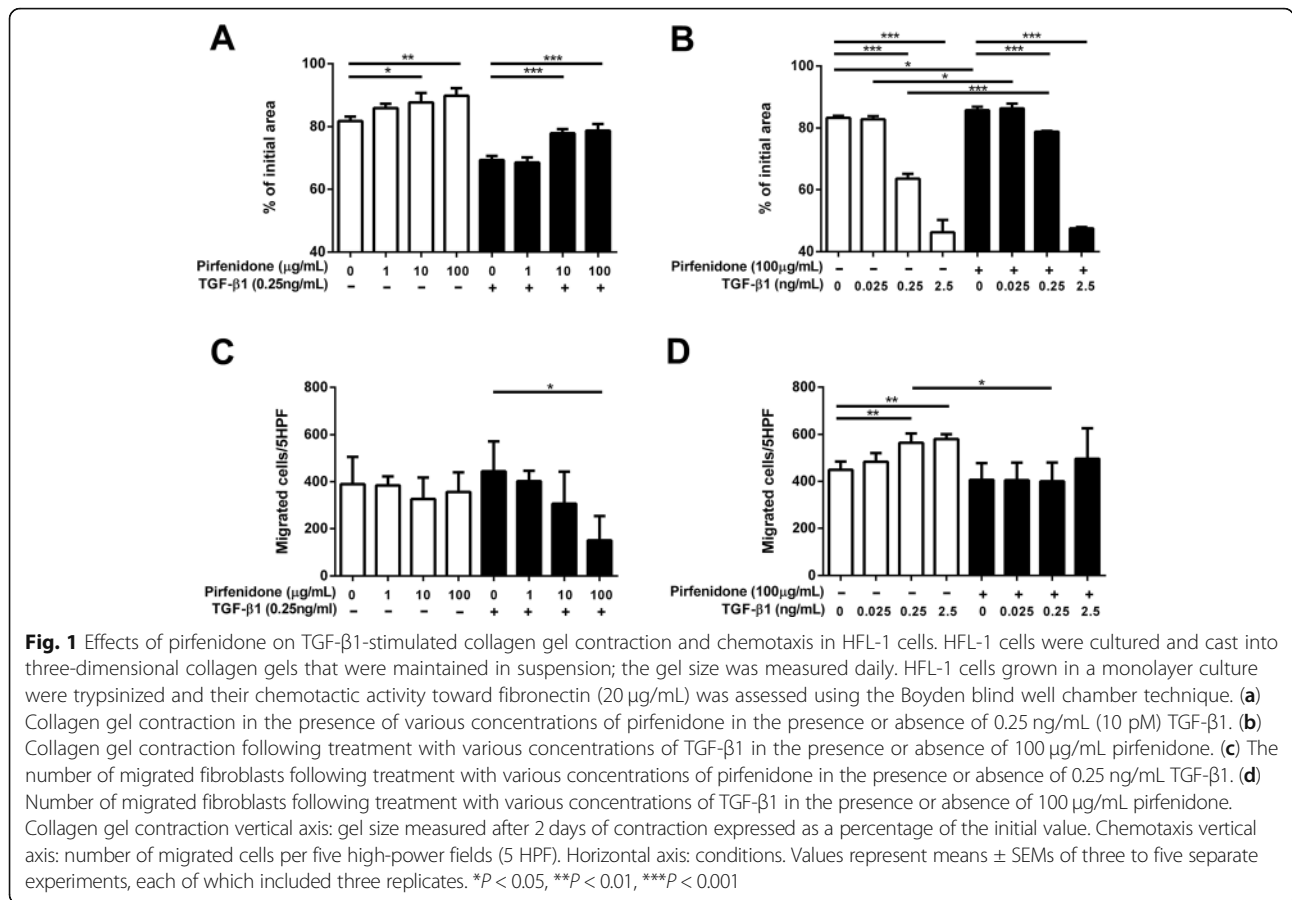 A
**
***
*
***
100
80
60
40
% of initial area
Pirfenidone (μg/mL) 0 1 10 100 0 1 10 100
TGF-β1 (0.25ng/mL) – – – – + + + +
B
*** ***
*** ***
*
*
***
100
80
60
40
% of initial area
Pirfenidone (100μg/mL) – – – – + + + +
TGF-β1 (ng/mL) 0 0.025 0.25 2.5 0 0.025 0.25 2.5
C
*
800
600
400
200
0
Migrated cells/5HPF
Pirfenidone (μg/mL) 0 1 10 100 0 1 10 100
TGF-β1 (0.25ng/ml) – – – – + + + +
D
*
**
**
800
600
400
200
0
Migrated cells/5HPF
Pirfenidone (100μg/mL) – – – – + + + +
TGF-β1 (ng/mL) 0 0.025 0.25 2.5 0 0.025 0.25 2.5
Fig. 1 Effects of pirfenidone on TGF-β1-stimulated collagen gel contraction and chemotaxis in HFL-1 cells. HFL-1 cells were cultured and cast into
three-dimensional collagen gels that were maintained in suspension; the gel size was measured daily. HFL-1 cells grown in a monolayer culture
were trypsinized and their chemotactic activity toward fibronectin (20 μg/mL) was assessed using the Boyden blind well chamber technique. (a)
Collagen gel contraction in the presence of various concentrations of pirfenidone in the presence or absence of 0.25 ng/mL (10 pM) TGF-β1. (b)
Collagen gel contraction following treatment with various concentrations of TGF-β1 in the presence or absence of 100 μg/mL pirfenidone. (c) The
number of migrated fibroblasts following treatment with various concentrations of pirfenidone in the presence or absence of 0.25 ng/mL TGF-β1. (d)
Number of migrated fibroblasts following treatment with various concentrations of TGF-β1 in the presence or absence of 100 μg/mL pirfenidone.
Collagen gel contraction vertical axis: gel size measured after 2 days of contraction expressed as a percentage of the initial value. Chemotaxis vertical
axis: number of migrated cells per five high-power fields (5 HPF). Horizontal axis: conditions. Values represent means ± SEMs of three to five separate
experiments, each of which included three replicates. *P < 0.05, **P < 0.01, ***P < 0.001